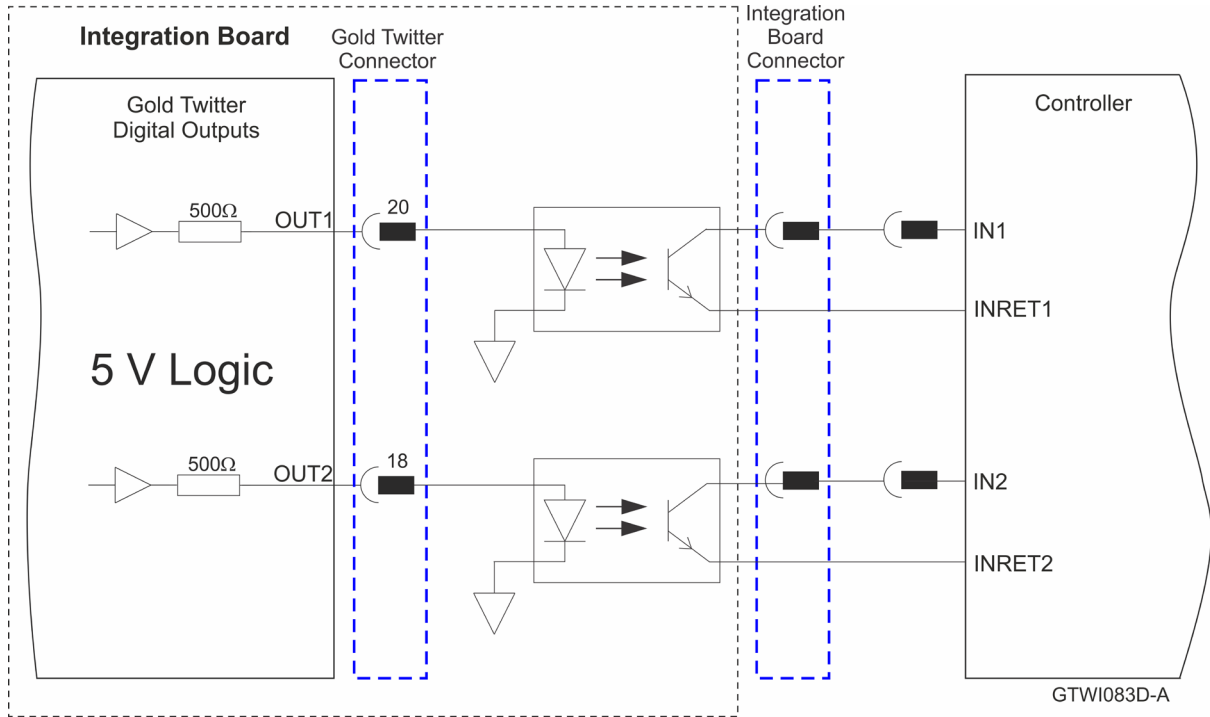 Integration Board
Gold Twitter
Connector
Integration
Board
Connector
Gold Twitter
Digital Outputs
Controller
500Ω
OUT1
20
IN1
INRET1
5 V Logic
500Ω
OUT2
18
IN2
INRET2
GTWI083D-A